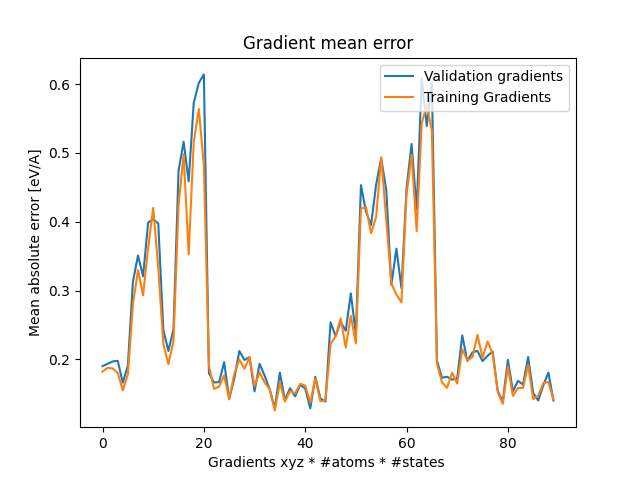 Gradient mean error
Validation gradients
Training Gradients
Mean absolute error [eV/A]
0.6
0.5
0.4
0.3
0.2
0 20 40 60 80
Gradients xyz * #atoms * #states